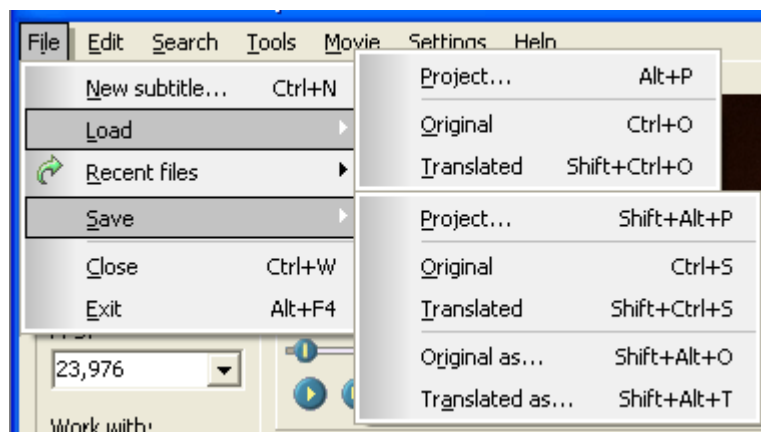 File Edit Search Tools Movie Settings Help
New subtitle... Ctrl+N
Load
Recent files
Save
Close Ctrl+W
Exit Alt+F4
Project... Alt+P
Original Ctrl+O
Translated Shift+Ctrl+O
Project... Shift+Alt+P
Original Ctrl+S
Translated Shift+Ctrl+S
Original as... Shift+Alt+O
Translated as... Shift+Alt+T
23,976
Work with: